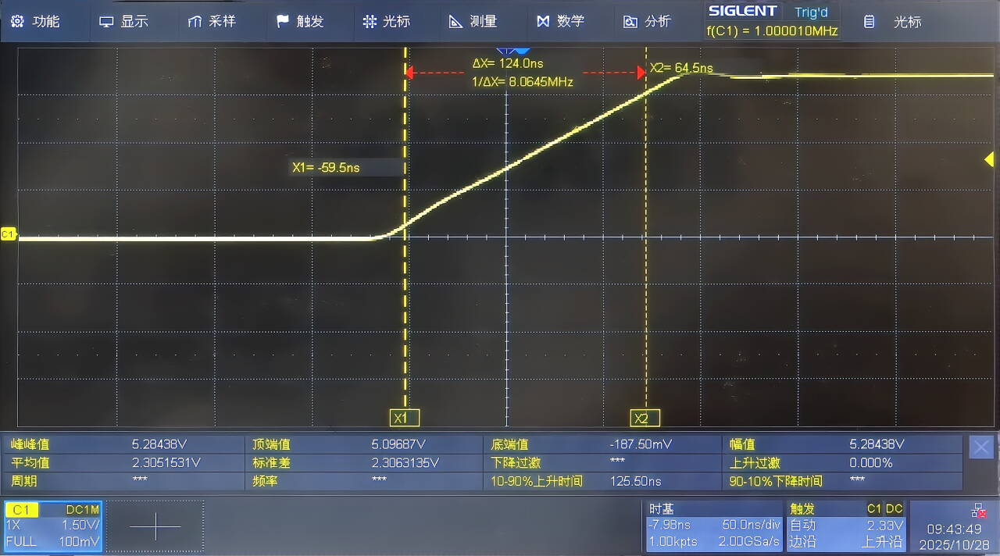 功能 显示 采样 触发 光标 测量 数学 分析 SIGLENT Trig'd 光标
f(C1) = 1.000010MHz
ΔX= 124.0ns
1/ΔX= 8.0645MHz
X2= 64.5ns
X1= -59.5ns
C1
X1 X2
峰峰值 5.28438V 顶端值 5.09687V 底端值 -187.50mV 幅值 5.28438V
平均值 2.3051531V 标准差 2.3063135V 下降过激 *** 上升过激 0.000%
周期 *** 频率 *** 10-90%上升时间 125.50ns 90-10%下降时间 ***
C1 DC1M 时基 触发 C1 DC
1X 1.50V/ -7.98ns 50.0ns/div 自动 2.33V 09:43:49
FULL 100mV 1.00kpts 2.00GSa/s 边沿 上升沿 2025/10/28